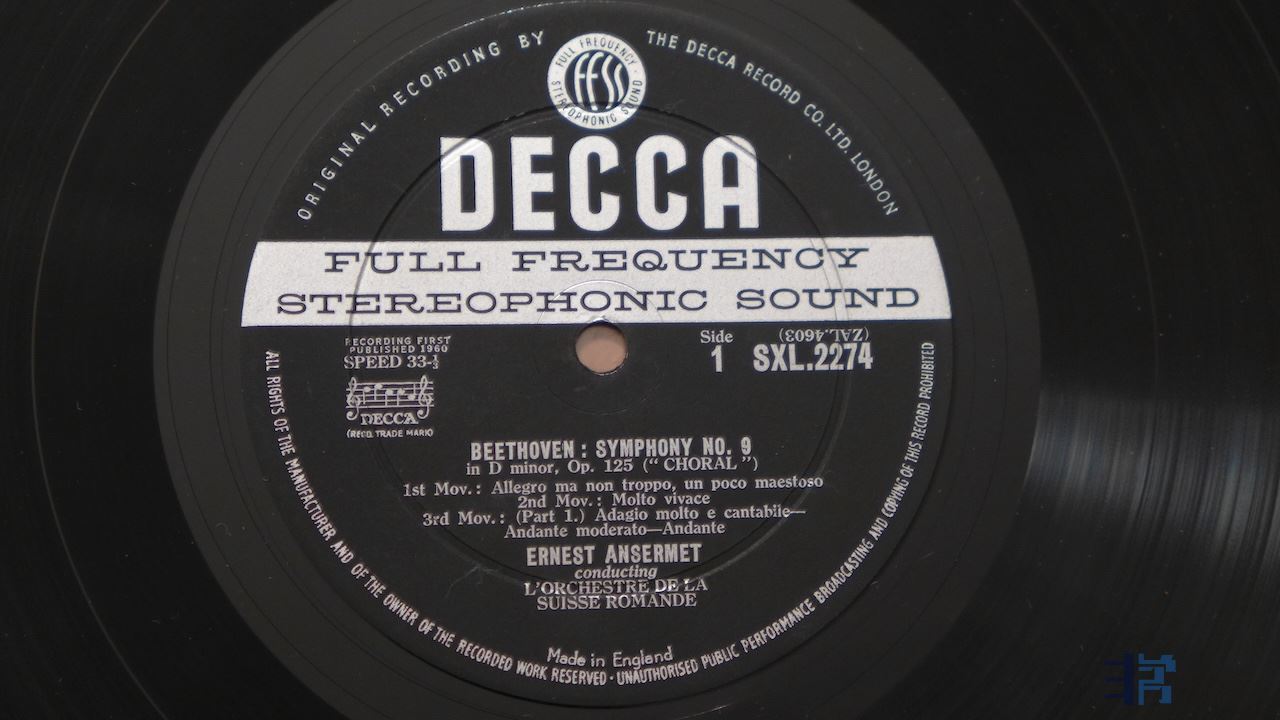 ORIGINAL RECORDING BY THE DECCA RECORD CO. LTD. LONDON
FULL FREQUENCY STEREOPHONIC SOUND
FFSS
DECCA
FULL FREQUENCY
STEREOPHONIC SOUND
RECORDING FIRST
PUBLISHED 1960
SPEED 33-⅓
DECCA
(REGD. TRADE MARK)
Side
1
(ZAL.4603)
SXL.2274
BEETHOVEN : SYMPHONY NO. 9
in D minor, Op. 125 (“ CHORAL ”)
1st Mov.: Allegro ma non troppo, un poco maestoso
2nd Mov.: Molto vivace
3rd Mov.: (Part 1.) Adagio molto e cantabile—
Andante moderato—Andante
ERNEST ANSERMET
conducting
L'ORCHESTRE DE LA
SUISSE ROMANDE
Made in England
ALL RIGHTS OF THE MANUFACTURER AND OF THE OWNER OF THE RECORDED WORK RESERVED · UNAUTHORISED PUBLIC PERFORMANCE BROADCASTING AND COPYING OF THIS RECORD PROHIBITED